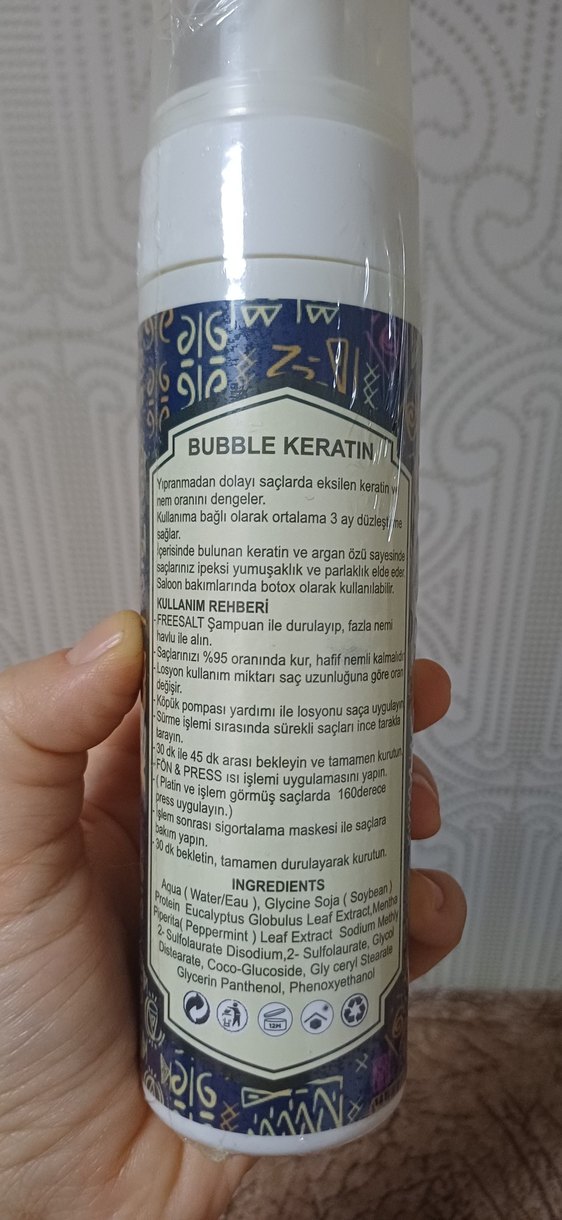 BUBBLE KERATIN
Yıpranmadan dolayı saçlarda eksilen keratin ve
nem oranını dengeler.
Kullanıma bağlı olarak ortalama 3 ay düzleştirme
sağlar.
İçerisinde bulunan keratin ve argan özü sayesinde
saçlarınız ipeksi yumuşaklık ve parlaklık elde eder.
Saloon bakımlarında botox olarak kullanılabilir.
KULLANIM REHBERİ
-FREESALT Şampuan ile durulayıp, fazla nemi
havlu ile alın.
-Saçlarınızı %95 oranında kur, hafif nemli kalmalıdır
-Losyon kullanım miktarı saç uzunluğuna göre oran
değişir.
-Köpük pompası yardımı ile losyonu saça uygulayın
-Sürme işlemi sırasında sürekli saçları ince tarakla
tarayın.
-30 dk ile 45 dk arası bekleyin ve tamamen kurutun,
-FÖN & PRESS ısı işlemi uygulamasını yapın.
( Platin ve işlem görmüş saçlarda 160derece
press uygulayın.)
-İşlem sonrası sigortalama maskesi ile saçlara
bakım yapın.
-30 dk bekletin, tamamen durulayarak kurutun.
INGREDIENTS
Aqua ( Water/Eau ), Glycine Soja ( Soybean )
Protein Eucalyptus Globulus Leaf Extract,Mentha
Piperita( Peppermint ) Leaf Extract Sodium Methly
2- Sulfolaurate Disodium,2- Sulfolaurate, Glycol
Distearate, Coco-Glucoside, Gly ceryl Stearate
Glycerin Panthenol, Phenoxyethanol
12M